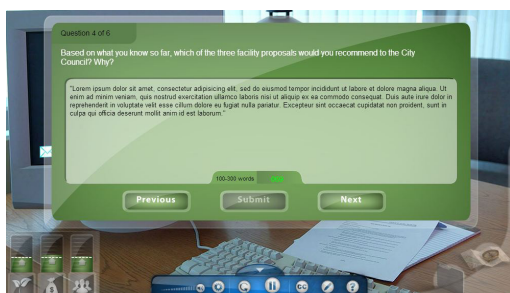 Question 4 of 6
Based on what you know so far, which of the three facility proposals would you recommend to the City
Council? Why?
"Lorem ipsum dolor sit amet, consectetur adipisicing elit, sed do eiusmod tempor incididunt ut labore et dolore magna aliqua. Ut
enim ad minim veniam, quis nostrud exercitation ullamco laboris nisi ut aliquip ex ea commodo consequat. Duis aute irure dolor in
reprehenderit in voluptate velit esse cillum dolore eu fugiat nulla pariatur. Excepteur sint occaecat cupidatat non proident, sunt in
culpa qui officia deserunt mollit anim id est laborum."
100-300 words
Previous
Submit
Next
CC
?